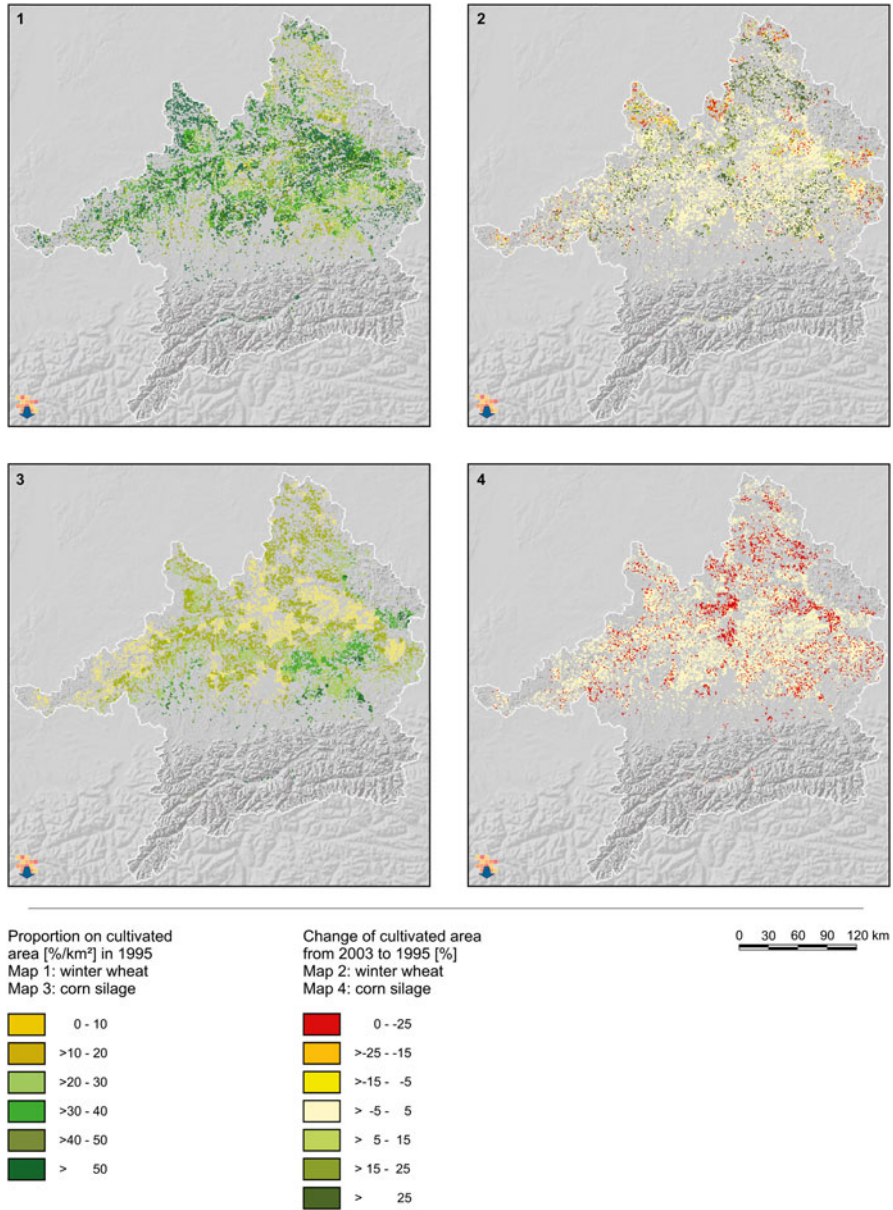 1
2
3
4
Proportion on cultivated
area [%/km²] in 1995
Map 1: winter wheat
Map 3: corn silage
0 - 10
>10 - 20
>20 - 30
>30 - 40
>40 - 50
> 50
Change of cultivated area
from 2003 to 1995 [%]
Map 2: winter wheat
Map 4: corn silage
0 - -25
>-25 - -15
>-15 - -5
> -5 - 5
> 5 - 15
> 15 - 25
> 25
0 30 60 90 120 km